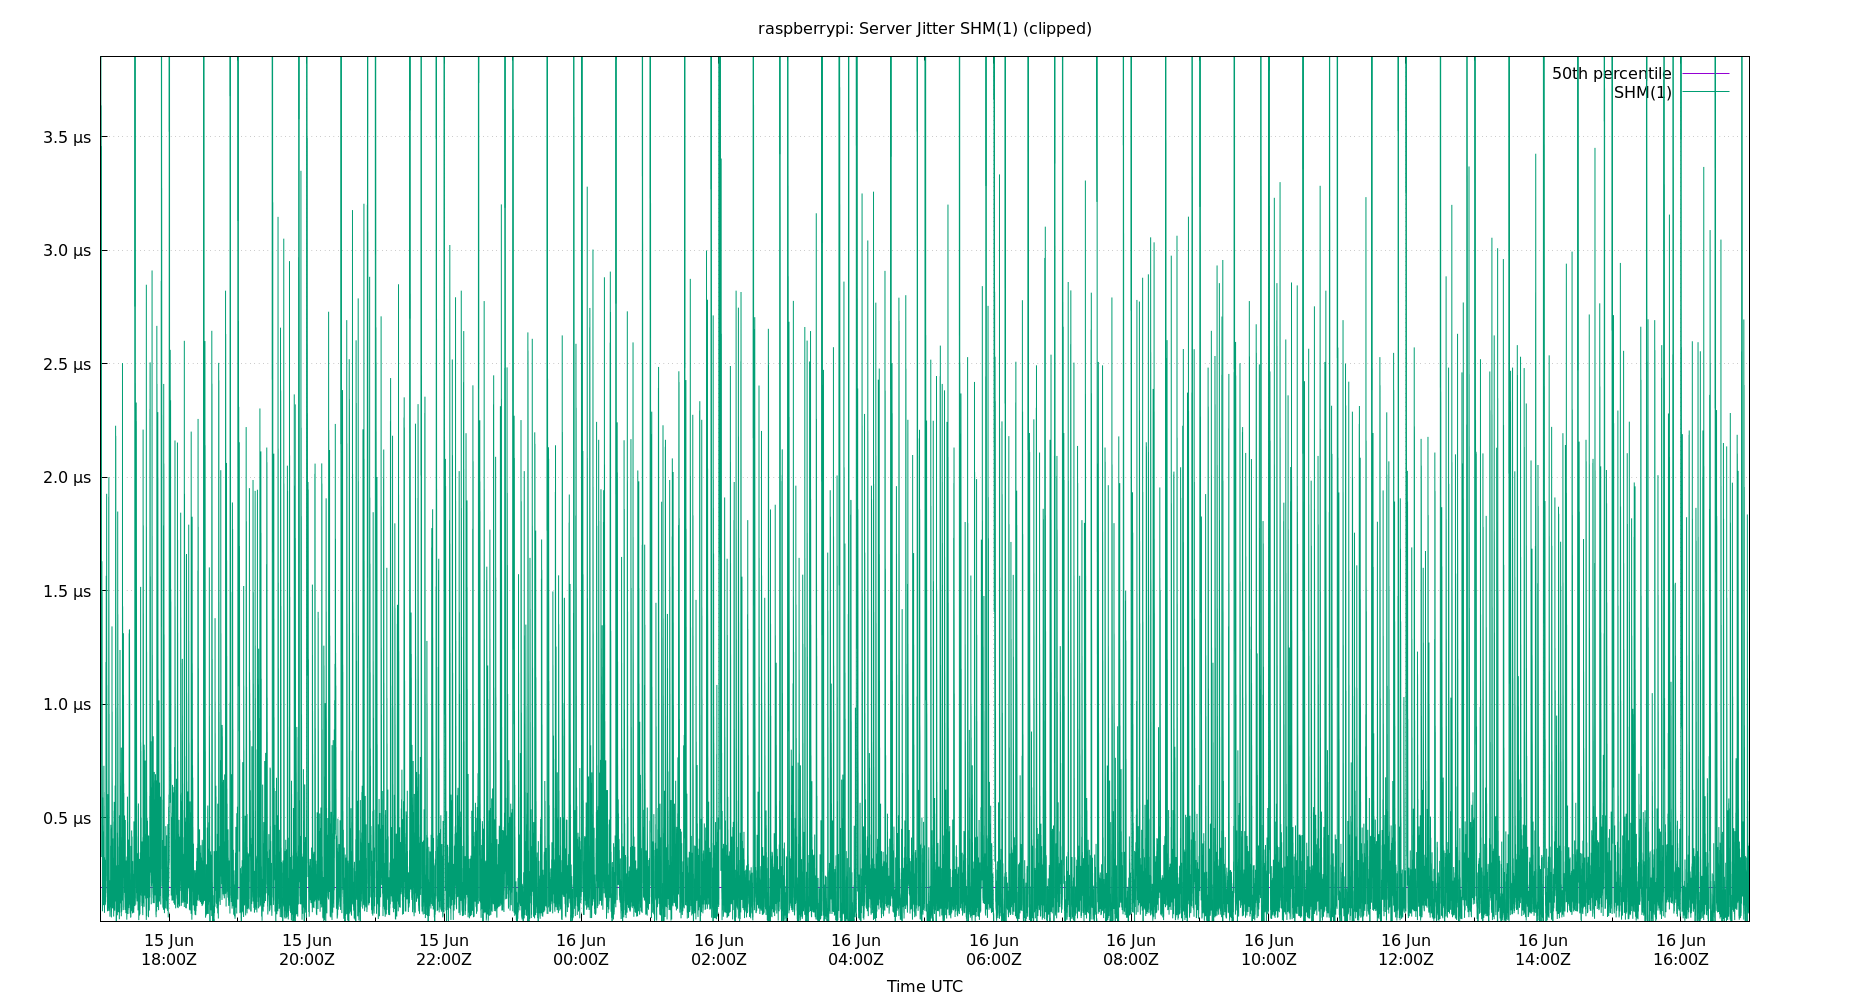 raspberrypi: Server Jitter SHM(1) (clipped)
50th percentile
SHM(1)
3.5 μs
3.0 μs
2.5 μs
2.0 μs
1.5 μs
1.0 μs
0.5 μs
15 Jun 15 Jun 15 Jun 16 Jun 16 Jun 16 Jun 16 Jun 16 Jun 16 Jun 16 Jun 16 Jun 16 Jun
18:00Z 20:00Z 22:00Z 00:00Z 02:00Z 04:00Z 06:00Z 08:00Z 10:00Z 12:00Z 14:00Z 16:00Z
Time UTC